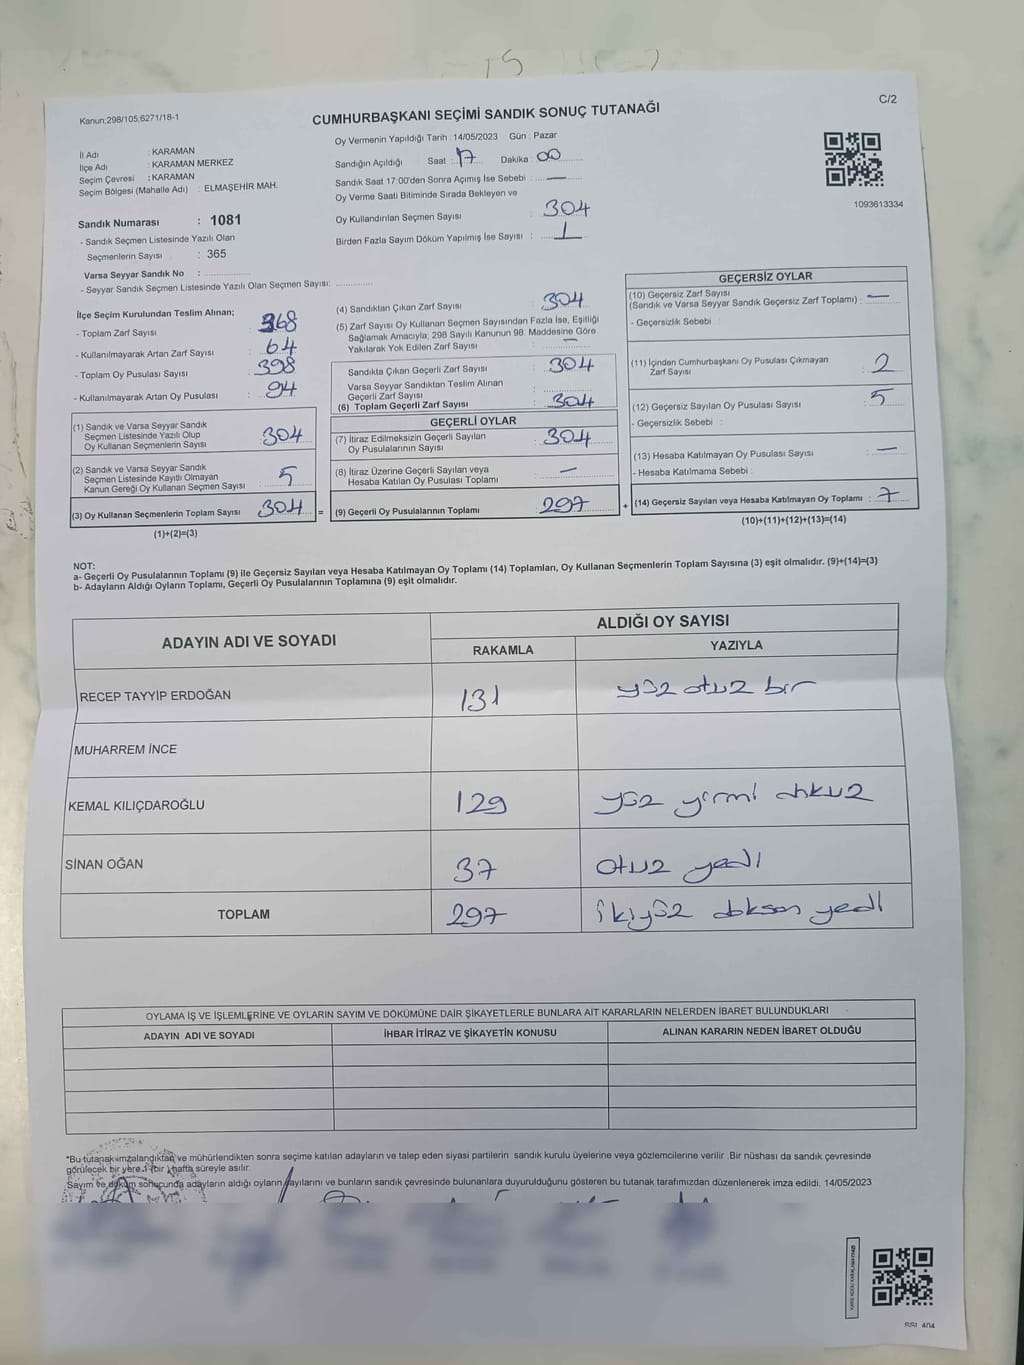 Kanun;298/105,6271/18-1
CUMHURBAŞKANI SEÇİMİ SANDIK SONUÇ TUTANAĞI
C/2
İl Adı : KARAMAN
İlçe Adı : KARAMAN MERKEZ
Seçim Çevresi : KARAMAN
Seçim Bölgesi (Mahalle Adı) : ELMAŞEHİR MAH.
Sandık Numarası : 1081
- Sandık Seçmen Listesinde Yazılı Olan
Seçmenlerin Sayısı : 365
Varsa Seyyar Sandık No :
- Seyyar Sandık Seçmen Listesinde Yazılı Olan Seçmen Sayısı:
Oy Vermenin Yapıldığı Tarih : 14/05/2023 Gün : Pazar
Sandığın Açıldığı Saat : 17 Dakika : 00
Sandık Saat 17:00'den Sonra Açımış İse Sebebi : —
Oy Verme Saati Bitiminde Sırada Bekleyen ve
Oy Kullandırılan Seçmen Sayısı : 304
Birden Fazla Sayım Döküm Yapılmış İse Sayısı : 1
1093613334
İlçe Seçim Kurulundan Teslim Alınan;
- Toplam Zarf Sayısı : 368
- Kullanılmayarak Artan Zarf Sayısı : 64
- Toplam Oy Pusulası Sayısı : 398
- Kullanılmayarak Artan Oy Pusulası : 94
(1) Sandık ve Varsa Seyyar Sandık
Seçmen Listesinde Yazılı Olup
Oy Kullanan Seçmenlerin Sayısı : 304
(2) Sandık ve Varsa Seyyar Sandık
Seçmen Listesinde Kayıtlı Olmayan
Kanun Gereği Oy Kullanan Seçmen Sayısı : 5
(3) Oy Kullanan Seçmenlerin Toplam Sayısı : 304 =
(1)+(2)=(3)
(4) Sandıktan Çıkan Zarf Sayısı : 304
(5) Zarf Sayısı Oy Kullanan Seçmen Sayısından Fazla İse, Eşitliği
Sağlamak Amacıyla; 298 Sayılı Kanunun 98. Maddesine Göre
Yakılarak Yok Edilen Zarf Sayısı : —
Sandıkla Çıkan Geçerli Zarf Sayısı : 304
Varsa Seyyar Sandıktan Teslim Alınan
Geçerli Zarf Sayısı :
(6) Toplam Geçerli Zarf Sayısı : 304
GEÇERLİ OYLAR
(7) İtiraz Edilmeksizin Geçerli Sayılan
Oy Pusulalarının Sayısı : 304
(8) İtiraz Üzerine Geçerli Sayılan veya
Hesaba Katılan Oy Pusulası Toplamı : —
(9) Geçerli Oy Pusulalarının Toplamı : 297 +
GEÇERSİZ OYLAR
(10) Geçersiz Zarf Sayısı
(Sandık ve Varsa Seyyar Sandık Geçersiz Zarf Toplamı) : —
- Geçersizlik Sebebi :
(11) İçinden Cumhurbaşkanı Oy Pusulası Çıkmayan
Zarf Sayısı : 2
(12) Geçersiz Sayılan Oy Pusulası Sayısı : 5
- Geçersizlik Sebebi :
(13) Hesaba Katılmayan Oy Pusulası Sayısı : —
- Hesaba Katılmama Sebebi :
(14) Geçersiz Sayılan veya Hesaba Katılmayan Oy Toplamı : 7
(10)+(11)+(12)+(13)=(14)
NOT:
a- Geçerli Oy Pusulalarının Toplamı (9) ile Geçersiz Sayılan veya Hesaba Katılmayan Oy Toplamı (14) Toplamları, Oy Kullanan Seçmenlerin Toplam Sayısına (3) eşit olmalıdır. (9)+(14)=(3)
b- Adayların Aldığı Oyların Toplamı, Geçerli Oy Pusulalarının Toplamına (9) eşit olmalıdır.
ADAYIN ADI VE SOYADI
ALDIĞI OY SAYISI
RAKAMLA YAZIYLA
RECEP TAYYİP ERDOĞAN 131 yüz otuz bir
MUHARREM İNCE
KEMAL KILIÇDAROĞLU 129 yüz yirmi dokuz
SİNAN OĞAN 37 otuz yedi
TOPLAM 297 ikiyüz doksan yedi
OYLAMA İŞ VE İŞLEMLERİNE VE OYLARIN SAYIM VE DÖKÜMÜNE DAİR ŞİKAYETLERLE BUNLARA AİT KARARLARIN NELERDEN İBARET BULUNDUKLARI
ADAYIN ADI VE SOYADI İHBAR İTİRAZ VE ŞİKAYETİN KONUSU ALINAN KARARIN NEDEN İBARET OLDUĞU
*Bu tutanak imzalandıktan ve mühürlendikten sonra seçime katılan adayların ve talep eden siyasi partilerin sandık kurulu üyelerine veya gözlemcilerine verilir .Bir nüshası da sandık çevresinde
görülecek bir yere 1 (bir ) hafta süreyle asılır.
Sayım ve döküm sonucunda adayların aldığı oyların sayılarını ve bunların sandık çevresinde bulunanlara duyurulduğunu gösteren bu tutanak tarafımızdan düzenlenerek imza edildi. 14/05/2023